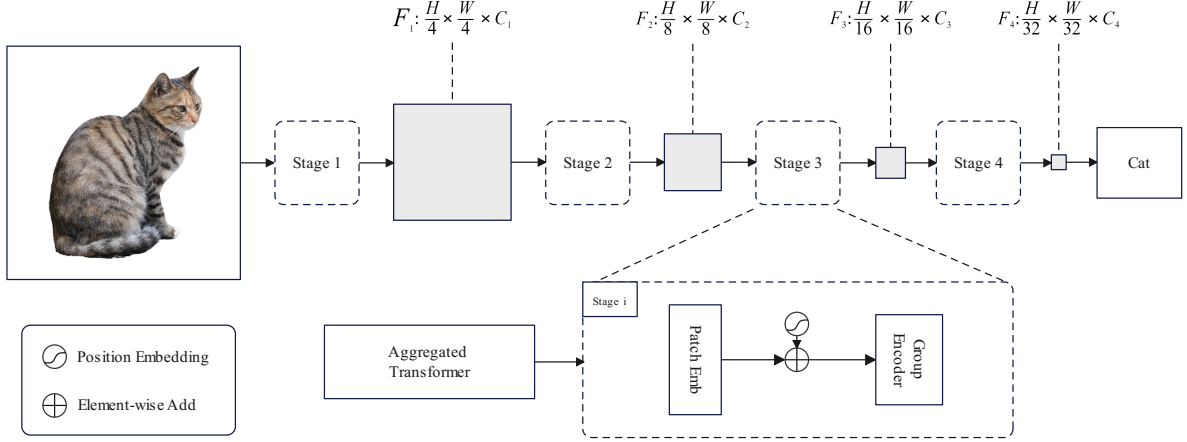 F₁: H/4 × W/4 × C₁
F₂: H/8 × W/8 × C₂
F₃: H/16 × W/16 × C₃
F₄: H/32 × W/32 × C₄
Stage 1
Stage 2
Stage 3
Stage 4
Cat
Stage i
Position Embedding
Element-wise Add
Aggregated
Transformer
Patch Emb
Group
Encoder